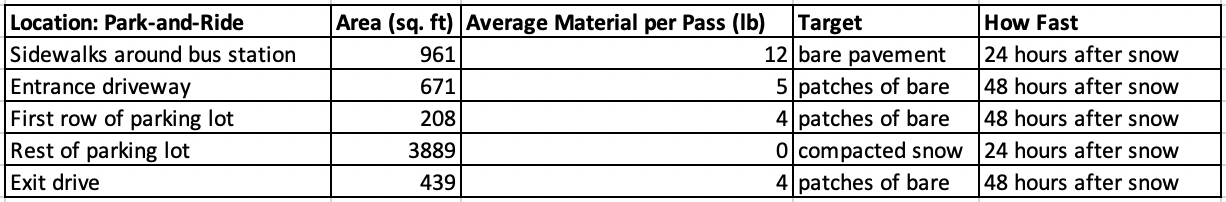 Location: Park-and-Ride Area (sq. ft) Average Material per Pass (lb) Target How Fast
Sidewalks around bus station 961 12 bare pavement 24 hours after snow
Entrance driveway 671 5 patches of bare 48 hours after snow
First row of parking lot 208 4 patches of bare 48 hours after snow
Rest of parking lot 3889 0 compacted snow 24 hours after snow
Exit drive 439 4 patches of bare 48 hours after snow